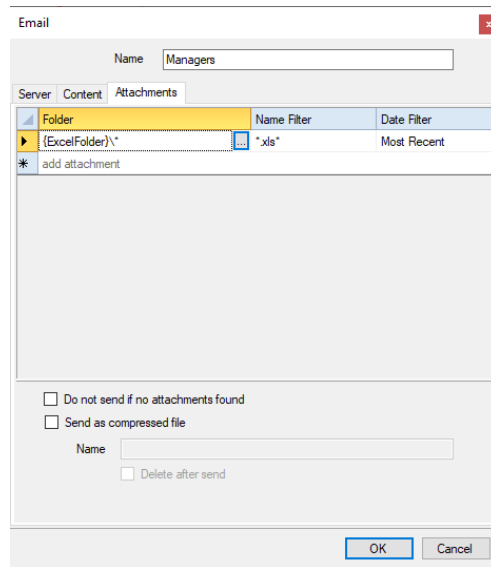 Email
x
Name Managers
Server Content Attachments
Folder Name Filter Date Filter
{ExcelFolder}\* ... *.xls* Most Recent
* add attachment
Do not send if no attachments found
Send as compressed file
Name
Delete after send
OK Cancel